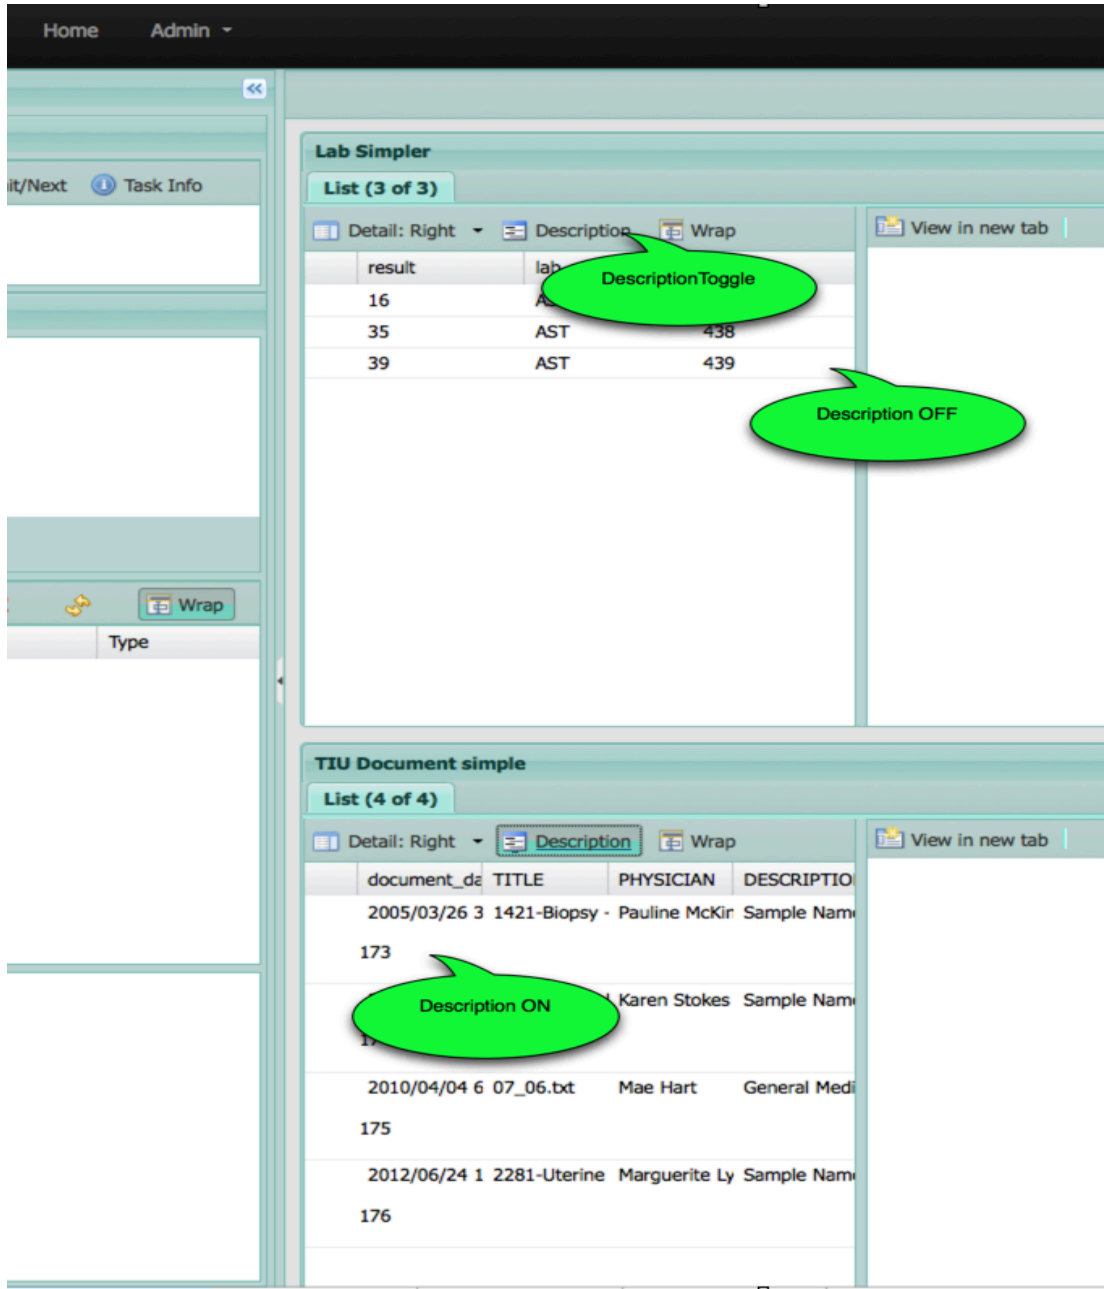 Home Admin
Lab Simpler
it/Next Task Info
List (3 of 3)
Detail: Right Description Wrap View in new tab
DescriptionToggle
result lab
16
35 AST 438
39 AST 439
Description OFF
Wrap
Type
TIU Document simple
List (4 of 4)
Detail: Right Description Wrap View in new tab
document_da TITLE PHYSICIAN DESCRIPTIO
2005/03/26 3 1421-Biopsy - Pauline McKin Sample Name
173
Description ON
Karen Stokes Sample Name
2010/04/04 6 07_06.txt Mae Hart General Medi
175
2012/06/24 1 2281-Uterine Marguerite Ly Sample Name
176